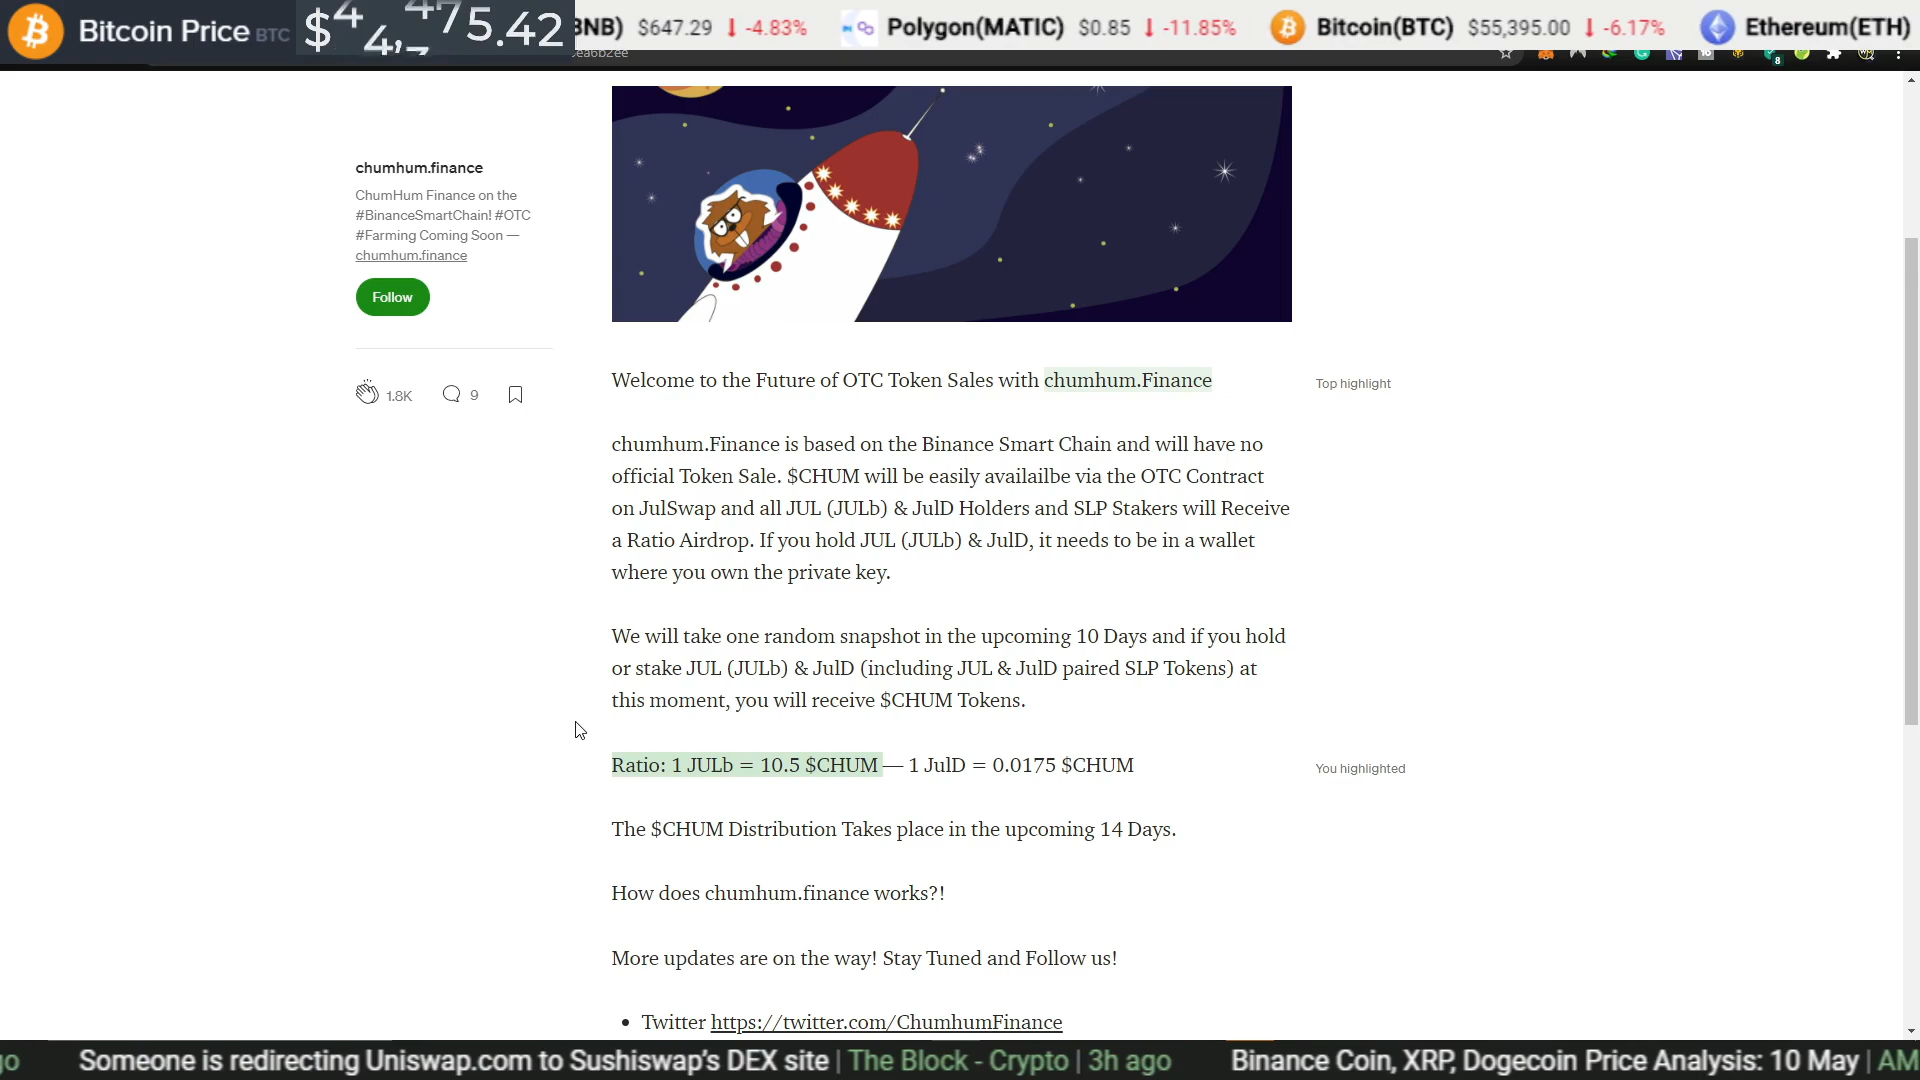 Bitcoin Price BTC
75.42
BNB) $647.29 -4.83% Polygon(MATIC) $0.85 -11.85% Bitcoin(BTC) $55,395.00 -6.17% Ethereum(ETH)
8
chumhum.finance
ChumHum Finance on the
#BinanceSmartChain! #OTC
#Farming Coming Soon —
chumhum.finance
Follow
1.8K 9
Welcome to the Future of OTC Token Sales with chumhum.Finance
Top highlight
chumhum.Finance is based on the Binance Smart Chain and will have no
official Token Sale. $CHUM will be easily availailbe via the OTC Contract
on JulSwap and all JUL (JULb) & JulD Holders and SLP Stakers will Receive
a Ratio Airdrop. If you hold JUL (JULb) & JulD, it needs to be in a wallet
where you own the private key.
We will take one random snapshot in the upcoming 10 Days and if you hold
or stake JUL (JULb) & JulD (including JUL & JulD paired SLP Tokens) at
this moment, you will receive $CHUM Tokens.
Ratio: 1 JULb = 10.5 $CHUM — 1 JulD = 0.0175 $CHUM
You highlighted
The $CHUM Distribution Takes place in the upcoming 14 Days.
How does chumhum.finance works?!
More updates are on the way! Stay Tuned and Follow us!
• Twitter https://twitter.com/ChumhumFinance
go Someone is redirecting Uniswap.com to Sushiswap's DEX site | The Block - Crypto | 3h ago Binance Coin, XRP, Dogecoin Price Analysis: 10 May | AM